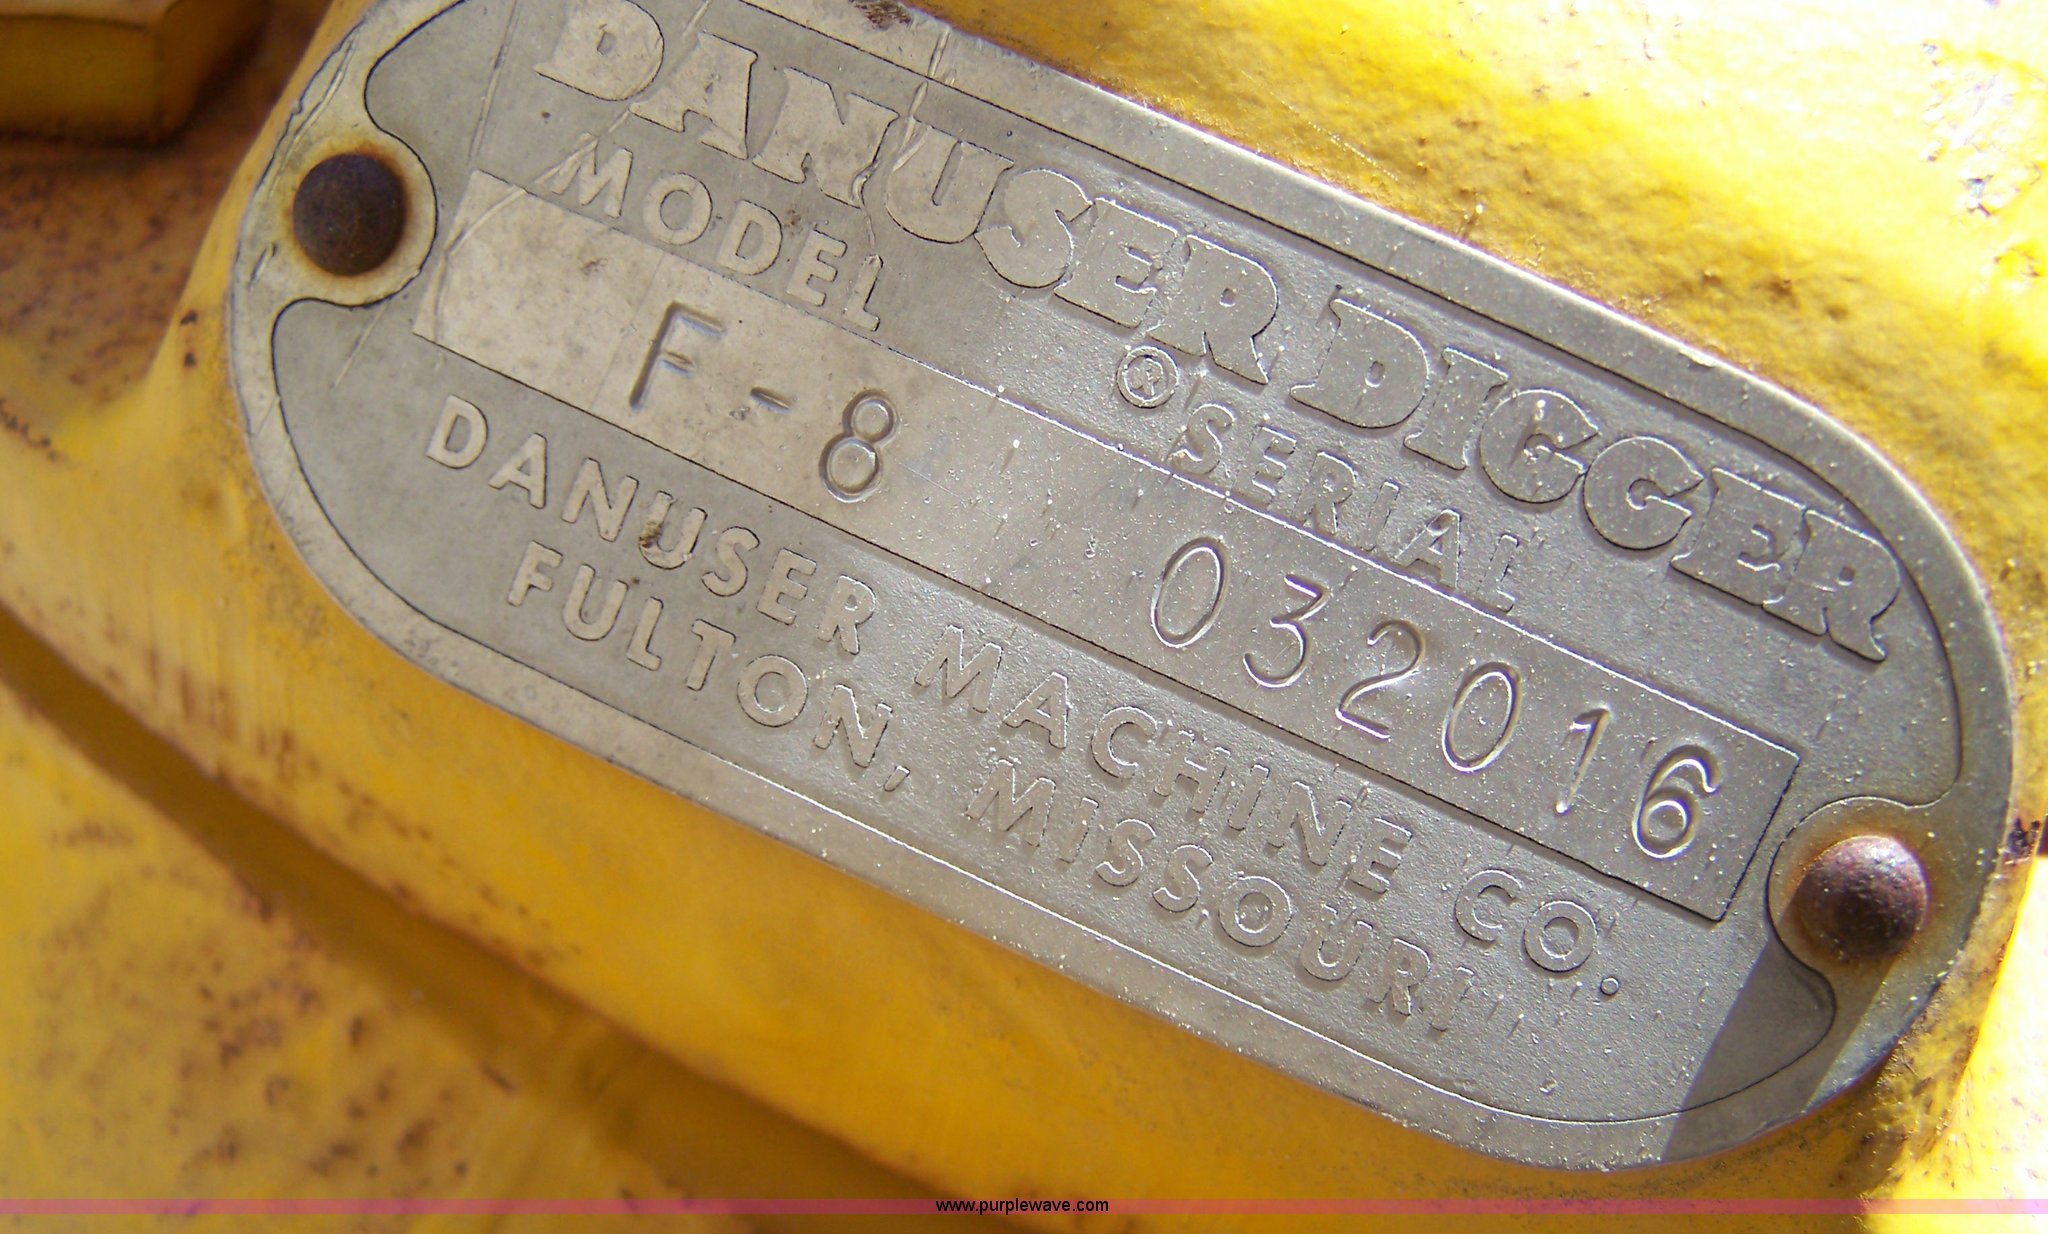 DANUSER DIGGER
®
MODEL SERIAL
F-8 032016
DANUSER MACHINE CO.
FULTON, MISSOURI
www.purplewave.com